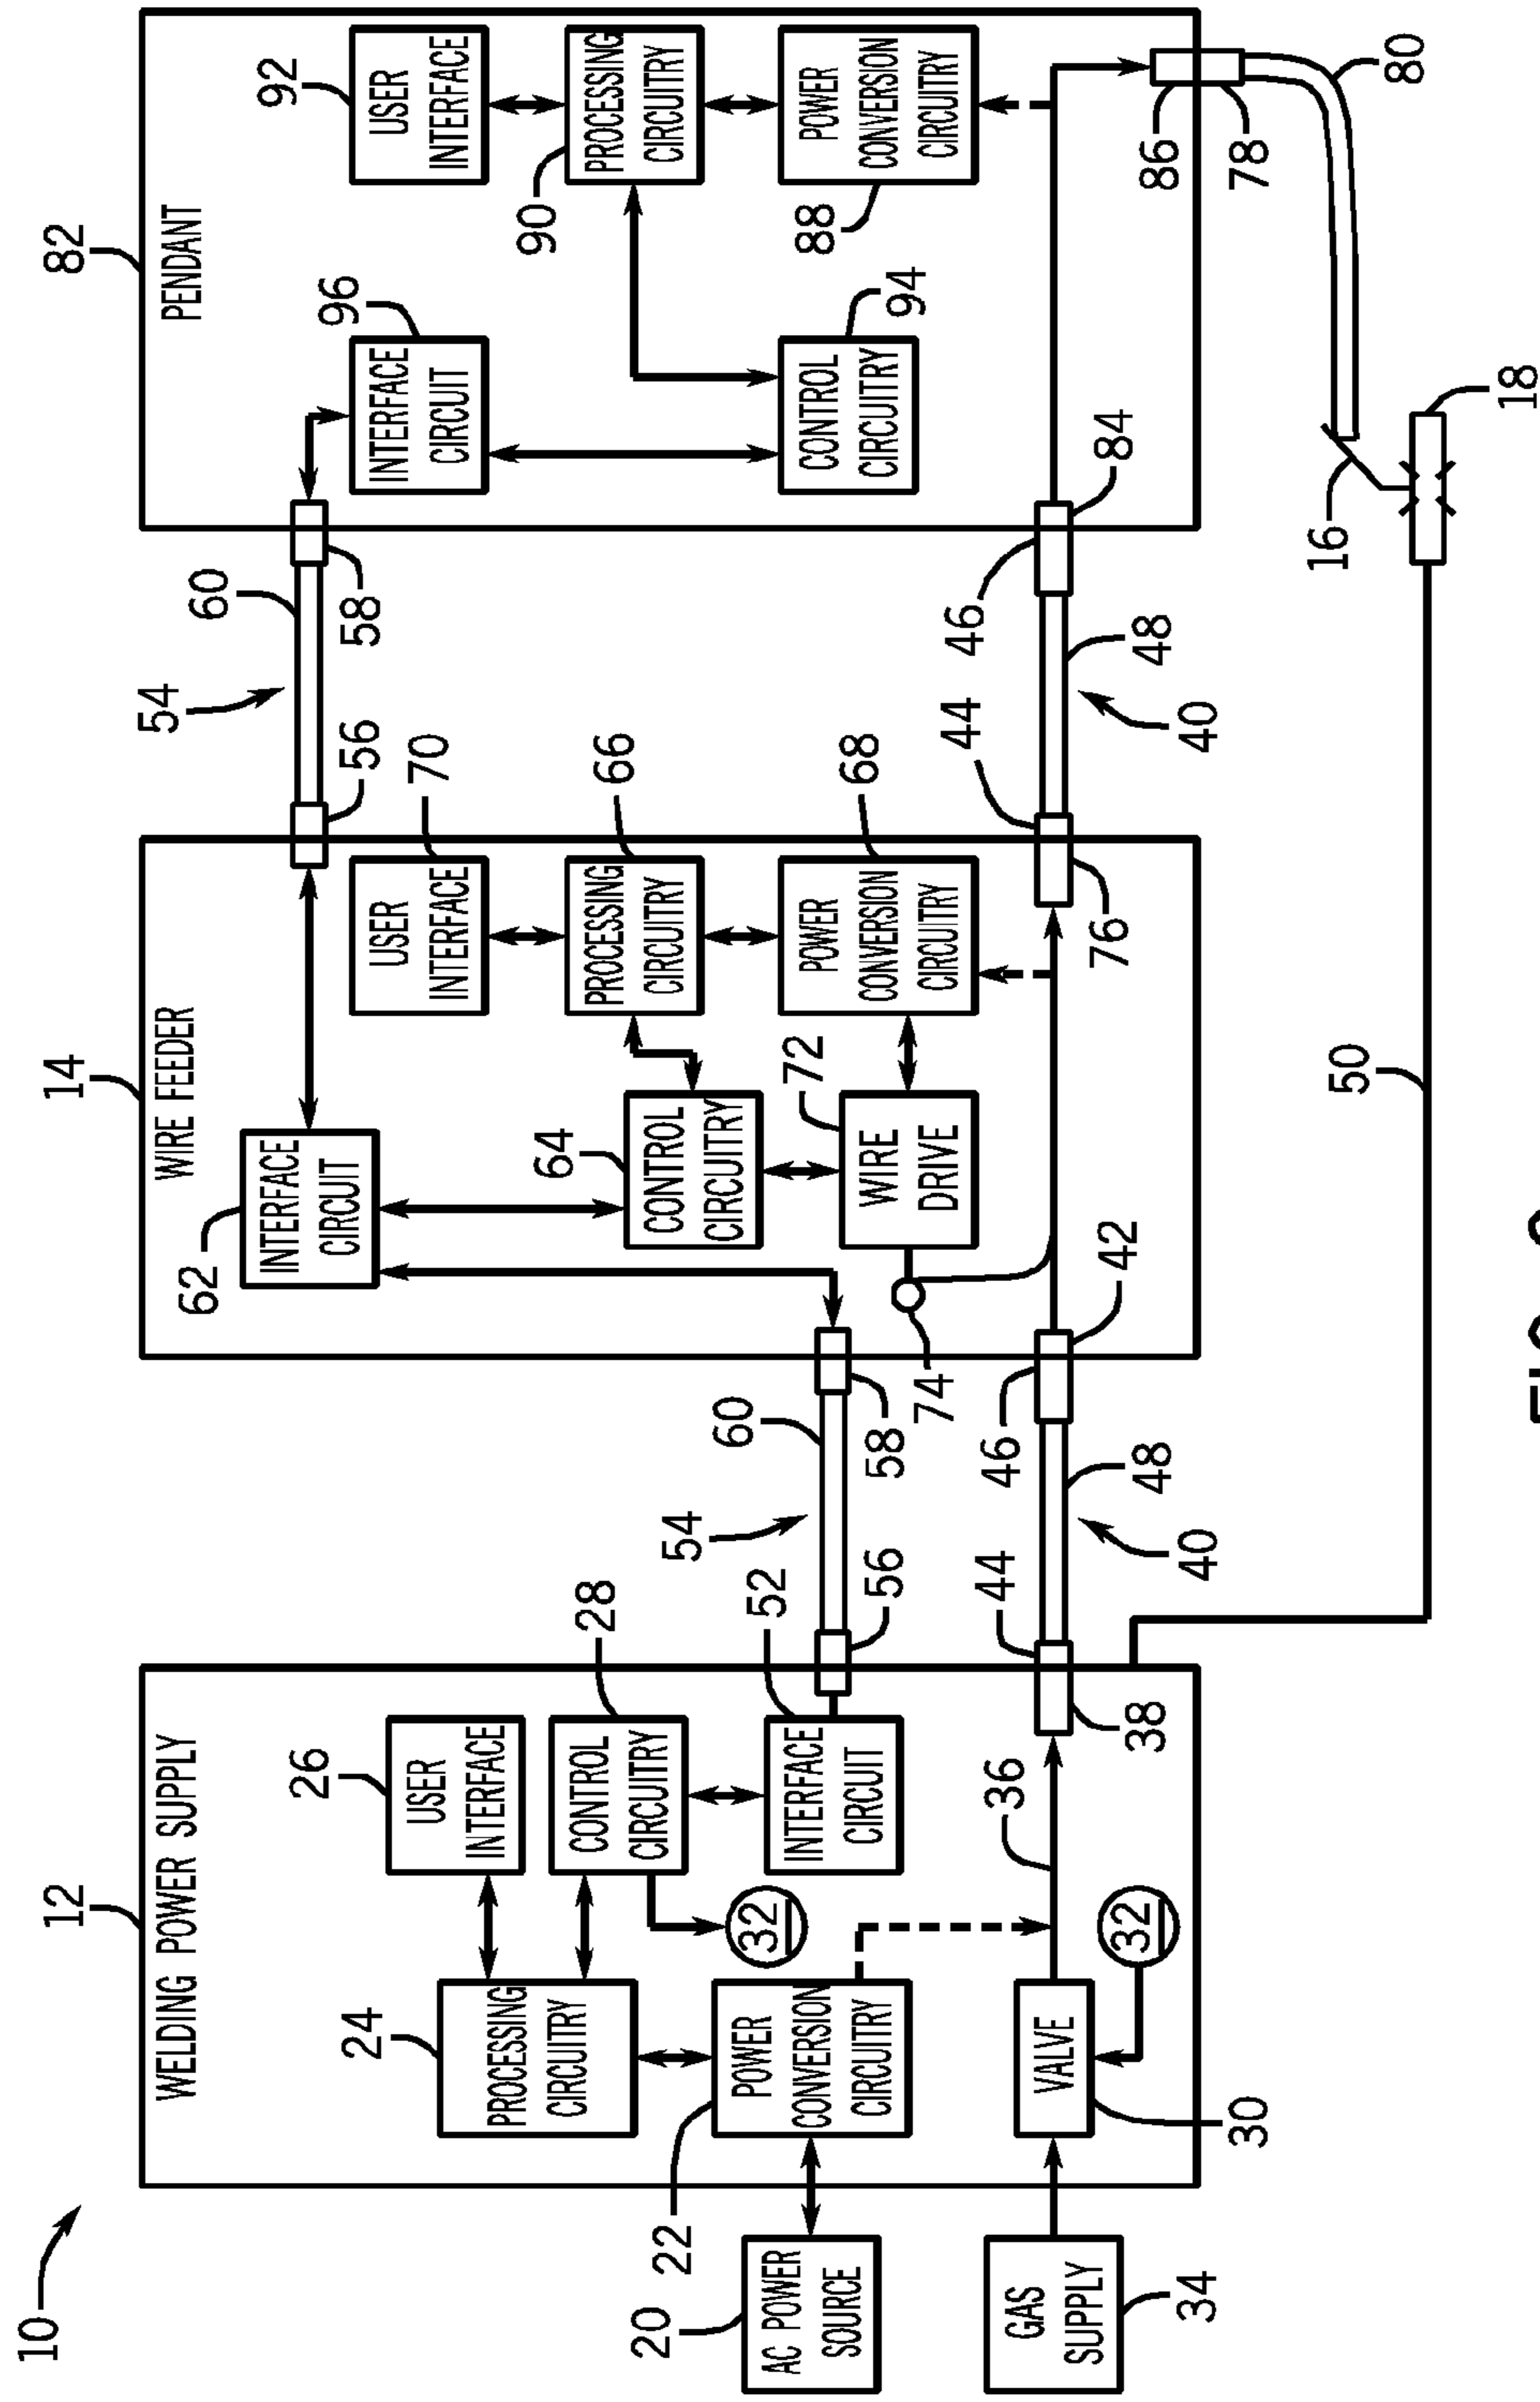 10
12
WELDING POWER SUPPLY
14
WIRE FEEDER
82
PENDANT
24
PROCESSING
CIRCUITRY
26
USER
INTERFACE
28
CONTROL
CIRCUITRY
32
52
INTERFACE
CIRCUIT
20
AC POWER
SOURCE
22
POWER
CONVERSION
CIRCUITRY
34
GAS
SUPPLY
30
VALVE
32
36
38
44
40
48
46
42
54
56
60
58
62
INTERFACE
CIRCUIT
64
CONTROL
CIRCUITRY
66
PROCESSING
CIRCUITRY
70
USER
INTERFACE
68
POWER
CONVERSION
CIRCUITRY
72
WIRE
DRIVE
74
76
54
56
60
58
44
40
48
46
84
96
INTERFACE
CIRCUIT
94
CONTROL
CIRCUITRY
92
USER
INTERFACE
90
PROCESSING
CIRCUITRY
88
POWER
CONVERSION
CIRCUITRY
86
78
80
16
18
50